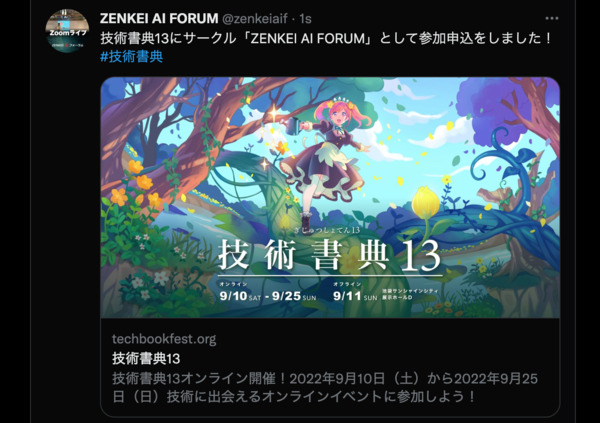 Zoomライブ
ZENKEI AI FORUM @zenkeiaif · 1s
技術書典13にサークル「ZENKEI AI FORUM」として参加申込をしました！
#技術書典
ぎじゅつしょてん13
技術書典13
オンライン
9/10 SAT - 9/25 SUN
オフライン
9/11 SUN
池袋サンシャインシティ
展示ホールD
techbookfest.org
技術書典13
技術書典13オンライン開催！2022年9月10日（土）から2022年9月25
日（日）技術に出会えるオンラインイベントに参加しよう！